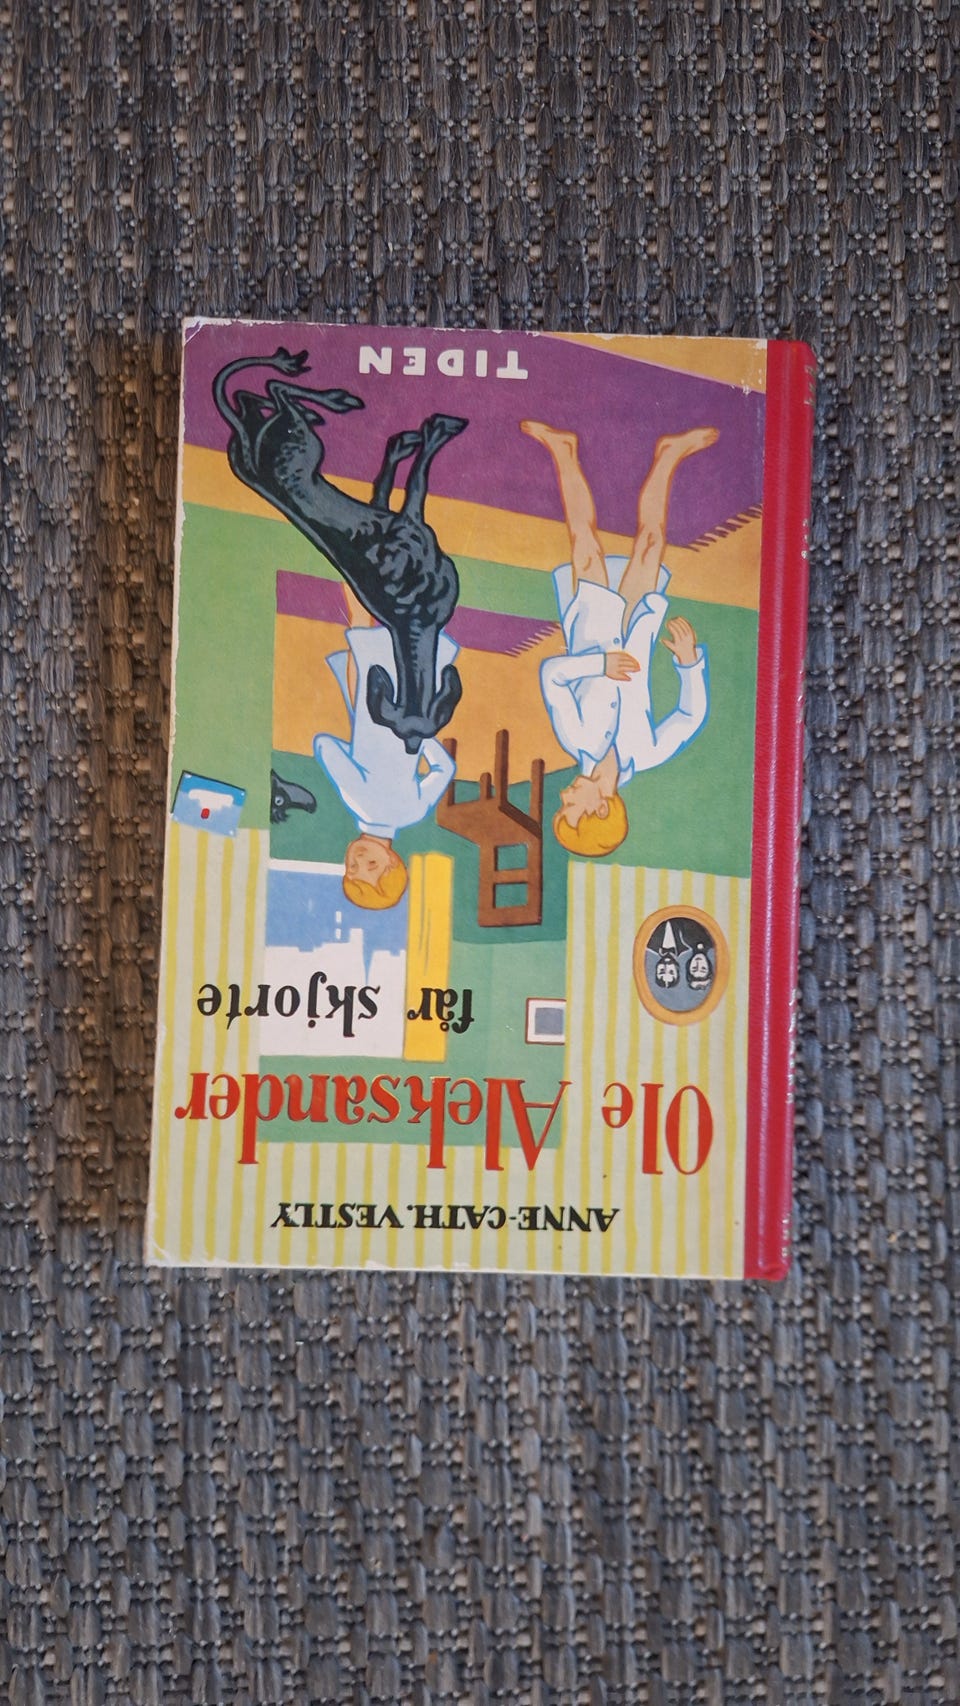 ANNE-CATH. VESTLY
Ole Aleksander
får skjorte
TIDEN